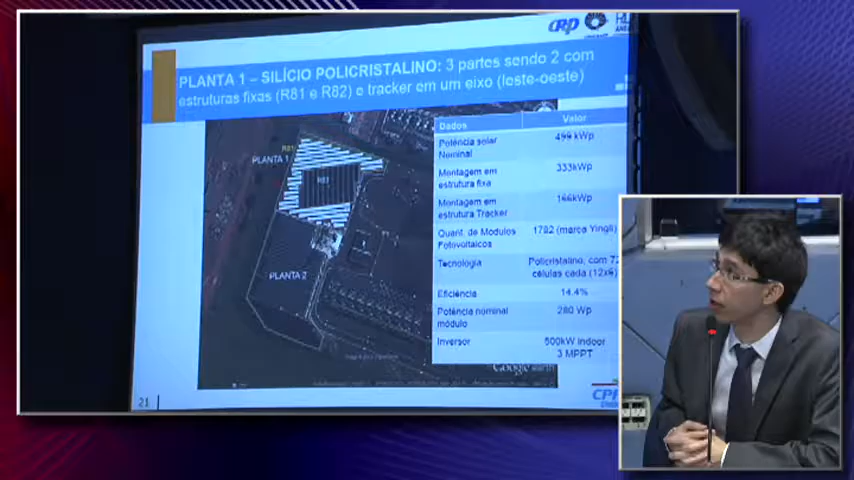 CRIP
PLANTA 1 – SILÍCIO POLICRISTALINO: 3 partes sendo 2 com
estruturas fixas (R81 e R82) e tracker em um eixo (leste-oeste)
R81
PLANTA 1
PLANTA 2
Dados Valor
Potência solar Nominal 499 kWp
Montagem em estrutura fixa 333kWp
Montagem em estrutura Tracker 166kWp
Quant. de Módulos Fotovoltaicos 1782 (marca Yingli)
Tecnologia Policristalino, com 72 células cada (12x6)
Eficiência 14.4%
Potência nominal módulo 280 Wp
Inversor 500kW Indoor
3 MPPT
Google earth
21